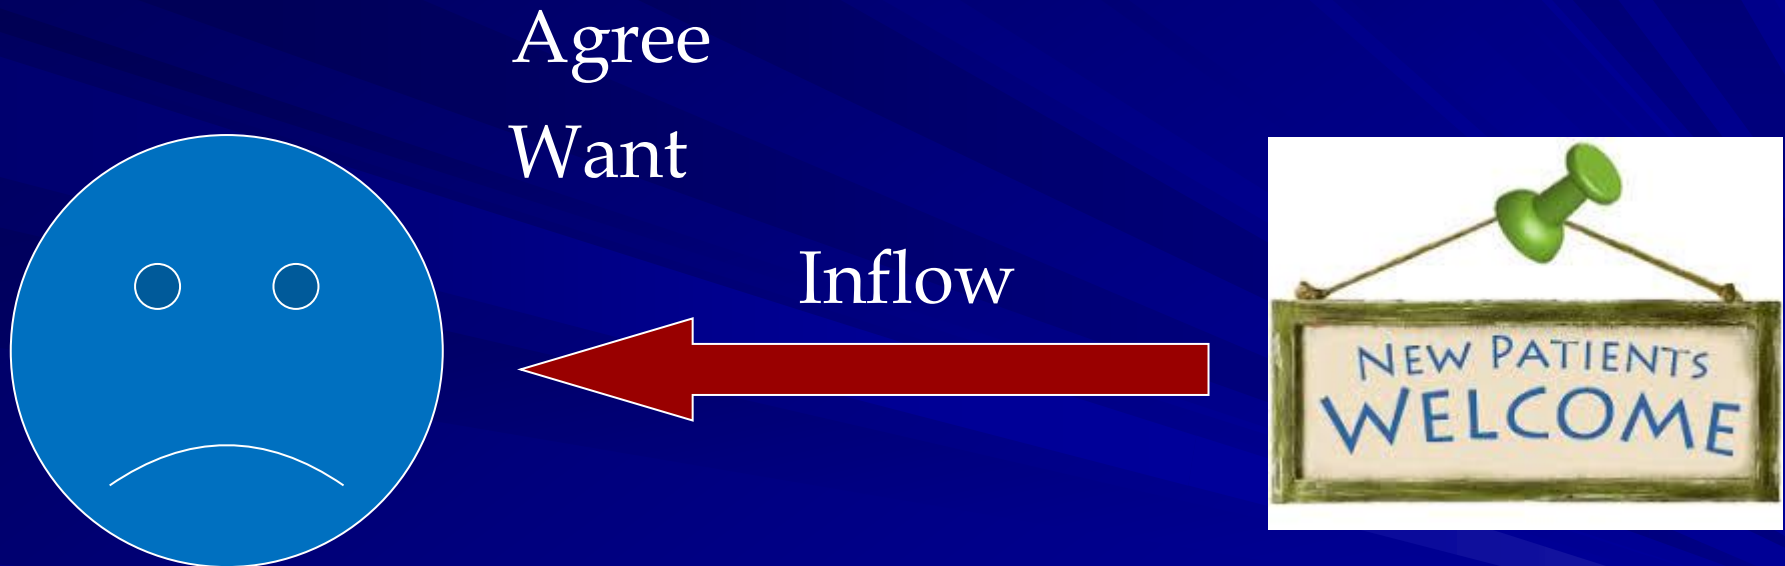 Agree
Want
Inflow
NEW PATIENTS
WELCOME